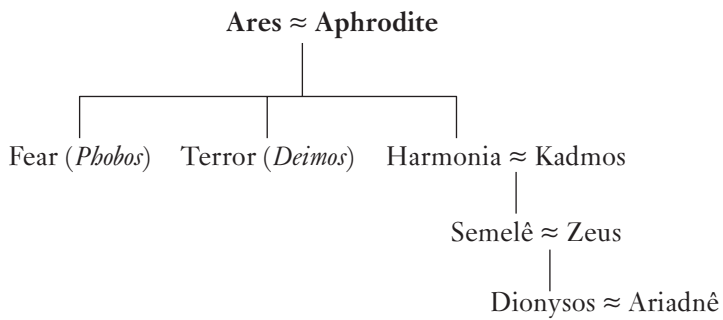 Ares ≈ Aphrodite
Fear (Phobos) Terror (Deimos) Harmonia ≈ Kadmos
Semelê ≈ Zeus
Dionysos ≈ Ariadnê